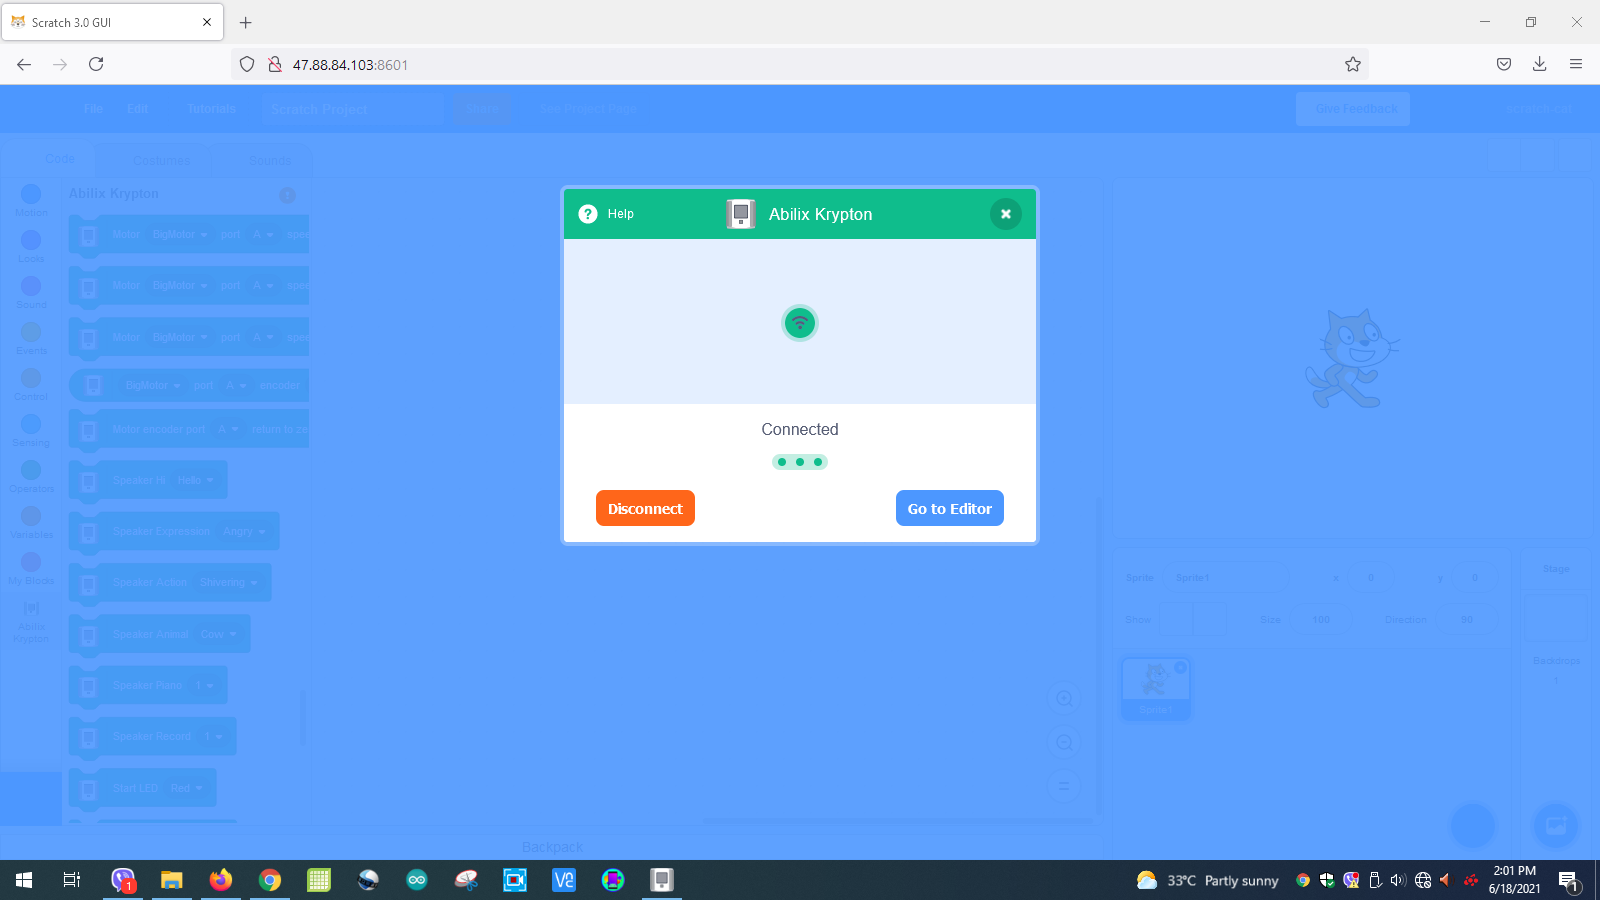 Scratch 3.0 GUI
47.88.84.103:8601
File Edit Tutorials Scratch Project Share See Project Page Give Feedback scratch-cat
Code Costumes Sounds
Motion
Looks
Sound
Events
Control
Sensing
Operators
Variables
My Blocks
Abilix
Krypton
Abilix Krypton
Motor BigMotor port A spee
Motor BigMotor port A spee
Motor BigMotor port A spee
BigMotor port A encoder
Motor encoder port A return to ze
Speaker Hi Hello
Speaker Expression Angry
Speaker Action Shivering
Speaker Animal Cow
Speaker Piano 1
Speaker Record 1
Start LED Red
Backpack
Help
Abilix Krypton
Connected
Disconnect
Go to Editor
Sprite Sprite1 x 0 y 0
Show Size 100 Direction 90
Sprite1
Stage
Backdrops
1
1
33°C Partly sunny
2:01 PM
6/18/2021
1